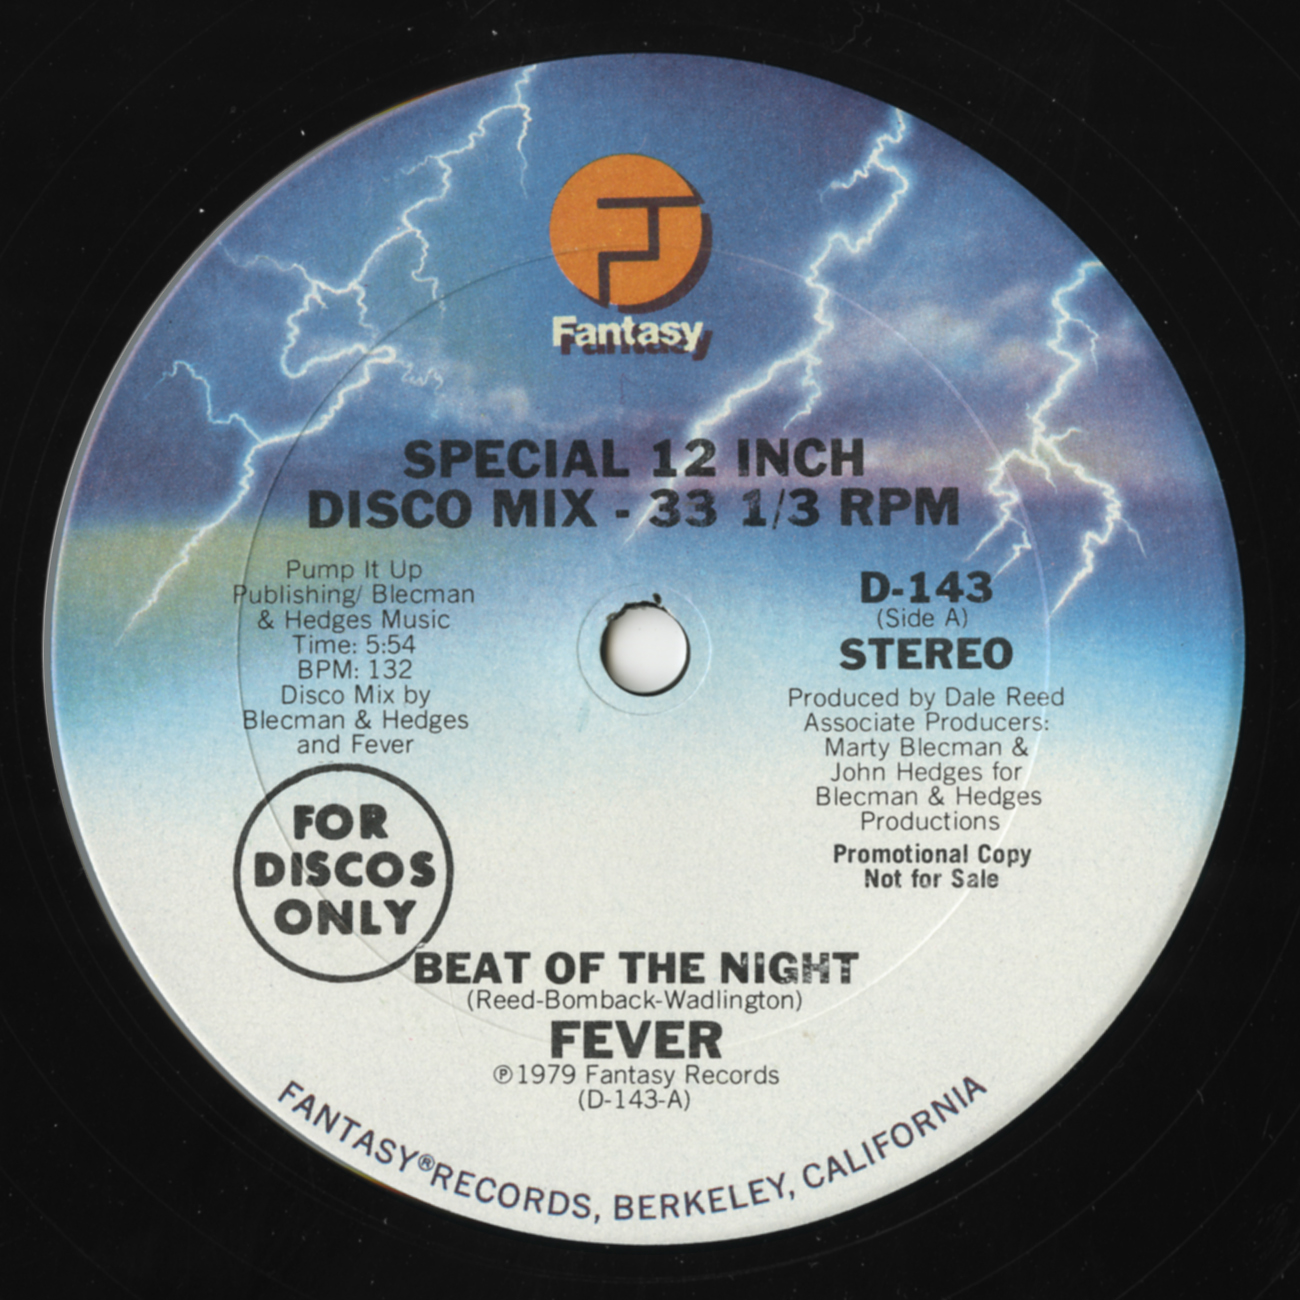 Fantasy
SPECIAL 12 INCH
DISCO MIX - 33 1/3 RPM
Pump It Up
Publishing/ Blecman
& Hedges Music
Time: 5:54
BPM: 132
Disco Mix by
Blecman & Hedges
and Fever
D-143
(Side A)
STEREO
Produced by Dale Reed
Associate Producers:
Marty Blecman &
John Hedges for
Blecman & Hedges
Productions
Promotional Copy
Not for Sale
FOR
DISCOS
ONLY
BEAT OF THE NIGHT
(Reed-Bomback-Wadlington)
FEVER
℗1979 Fantasy Records
(D-143-A)
FANTASY® RECORDS, BERKELEY, CALIFORNIA